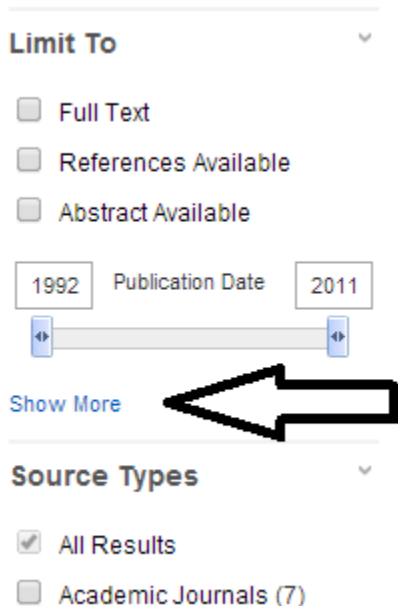 Limit To
Full Text
References Available
Abstract Available
1992 Publication Date 2011
Show More
Source Types
All Results
Academic Journals (7)